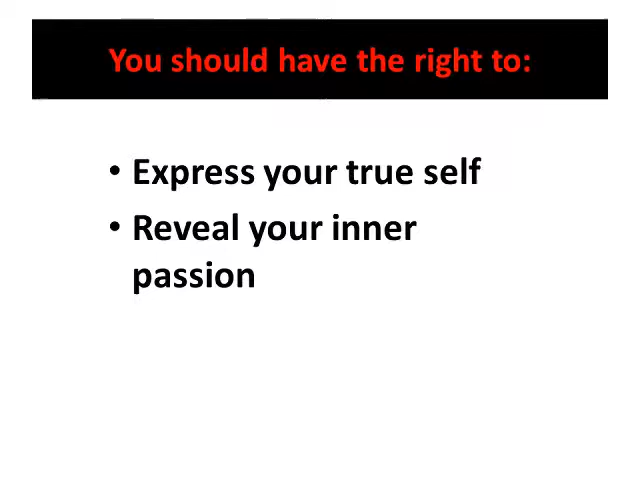 You should have the right to:
• Express your true self
• Reveal your inner
passion